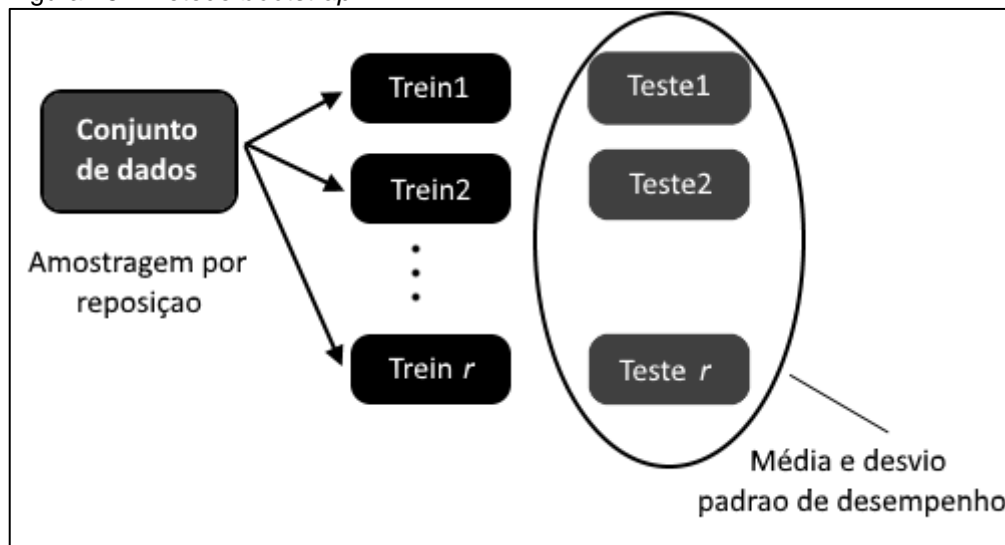 Conjunto
de dados
Amostragem por
reposiçao
Trein1
Trein2
Trein r
Teste1
Teste2
Teste r
Média e desvio
padrao de desempenho